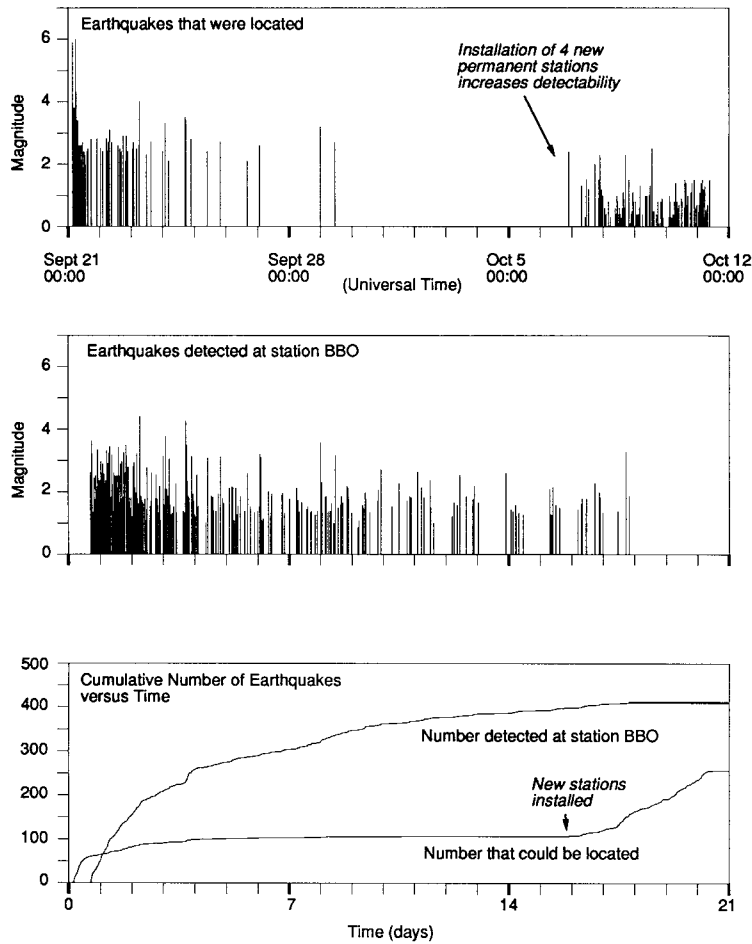 Earthquakes that were located
Installation of 4 new
permanent stations
increases detectability
Magnitude
6
4
2
0
Sept 21
00:00
Sept 28
00:00
Oct 5
00:00
Oct 12
00:00
(Universal Time)
Earthquakes detected at station BBO
Magnitude
6
4
2
0
Cumulative Number of Earthquakes
versus Time
500
400
300
200
100
0
Number detected at station BBO
New stations
installed
Number that could be located
0
7
14
21
Time (days)